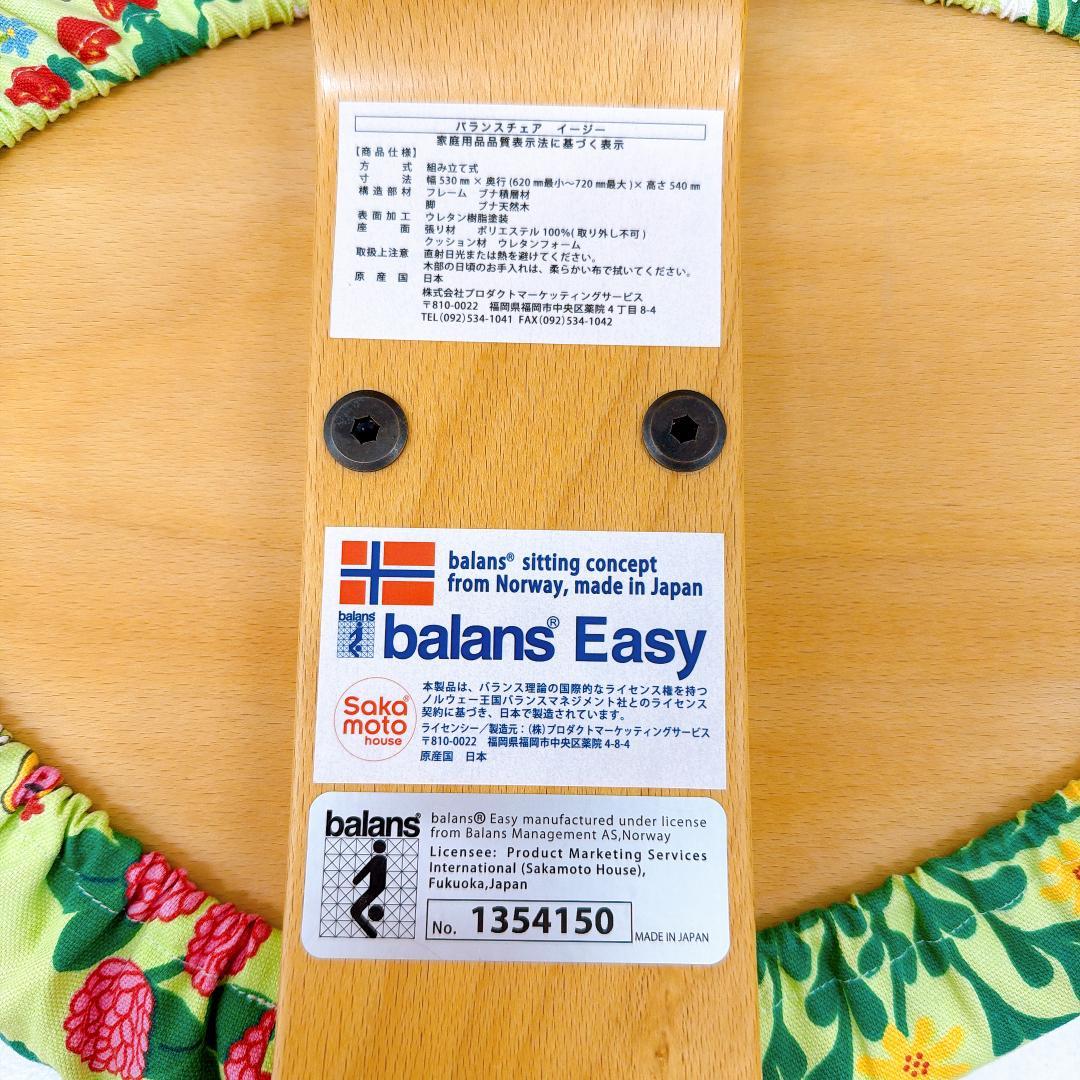 バランスチェア　イージー
家庭用品品質表示法に基づく表示
【商品仕様】
方式　組み立て式
寸法　幅 530 ㎜ × 奥行 (620 ㎜最小～720 ㎜最大 )× 高さ 540 ㎜
構造部材　フレーム　ブナ積層材
脚　ブナ天然木
表面加工　ウレタン樹脂塗装
座面　張り材　ポリエステル 100%( 取り外し不可 )
クッション材　ウレタンフォーム
取扱上注意　直射日光または熱を避けてください。
木部の日頃のお手入れは、柔らかい布で拭いてください。
原産国　日本
株式会社プロダクトマーケッティングサービス
〒810-0022　福岡県福岡市中央区薬院 4 丁目 8-4
TEL (092) 534-1041 FAX (092) 534-1042
balans® sitting concept
from Norway, made in Japan
balans
balans® Easy
Saka®
moto
house
本製品は、バランス理論の国際的なライセンス権を持つ
ノルウェー王国バランスマネジメント社とのライセンス
契約に基づき、日本で製造されています。
ライセンシー／製造元：(株)プロダクトマーケッティングサービス
〒810-0022　福岡県福岡市中央区薬院 4-8-4
原産国　日本
balans®
balans® Easy manufactured under license
from Balans Management AS,Norway
Licensee: Product Marketing Services
International (Sakamoto House),
Fukuoka,Japan
No. 1354150
MADE IN JAPAN